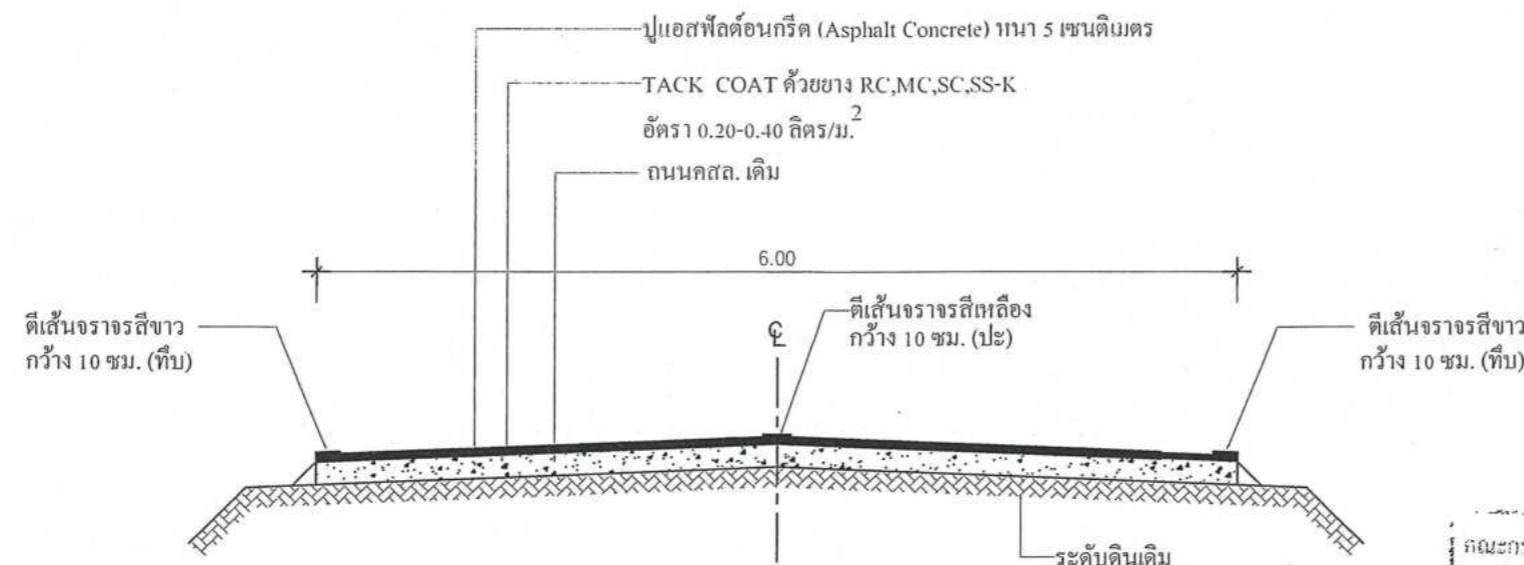 ปูแอสฟัลต์อนกรีต (Asphalt Concrete) หนา 5 เซนติเมตร
TACK COAT ด้วยยาง RC,MC,SC,SS-K
อัตรา 0.20-0.40 ลิตร/ม.²
ถนนคสล. เดิม
6.00
ตีเส้นจราจรสีขาว
กว้าง 10 ซม. (ทึบ)
℄
ตีเส้นจราจรสีเหลือง
กว้าง 10 ซม. (ปะ)
ตีเส้นจราจรสีขาว
กว้าง 10 ซม. (ทึบ)
ระดับดินเดิม